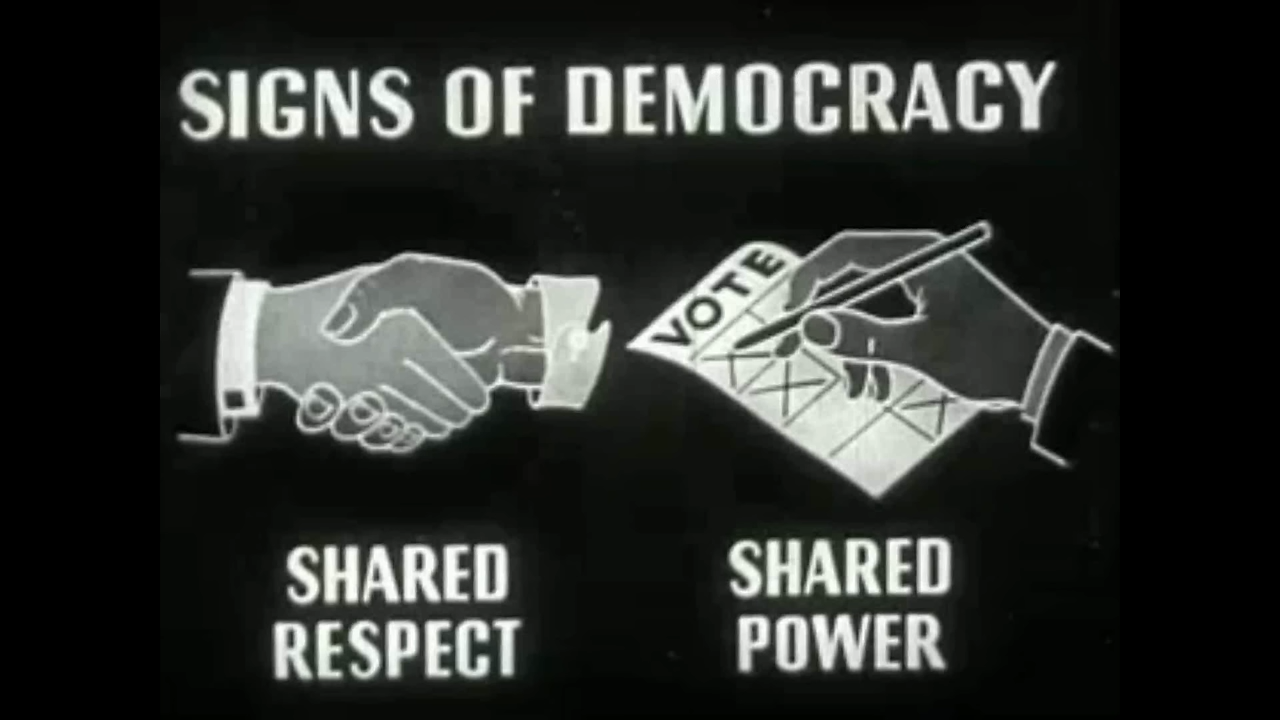 SIGNS OF DEMOCRACY
VOTE
SHARED
RESPECT
SHARED
POWER